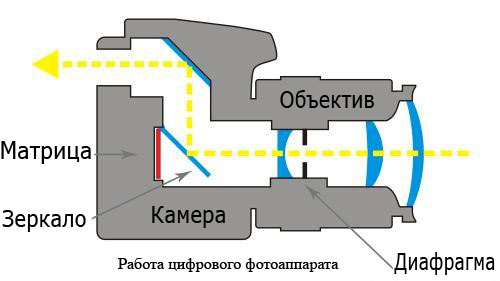 Объектив
Матрица
Зеркало
Камера
Диафрагма
Работа цифрового фотоаппарата